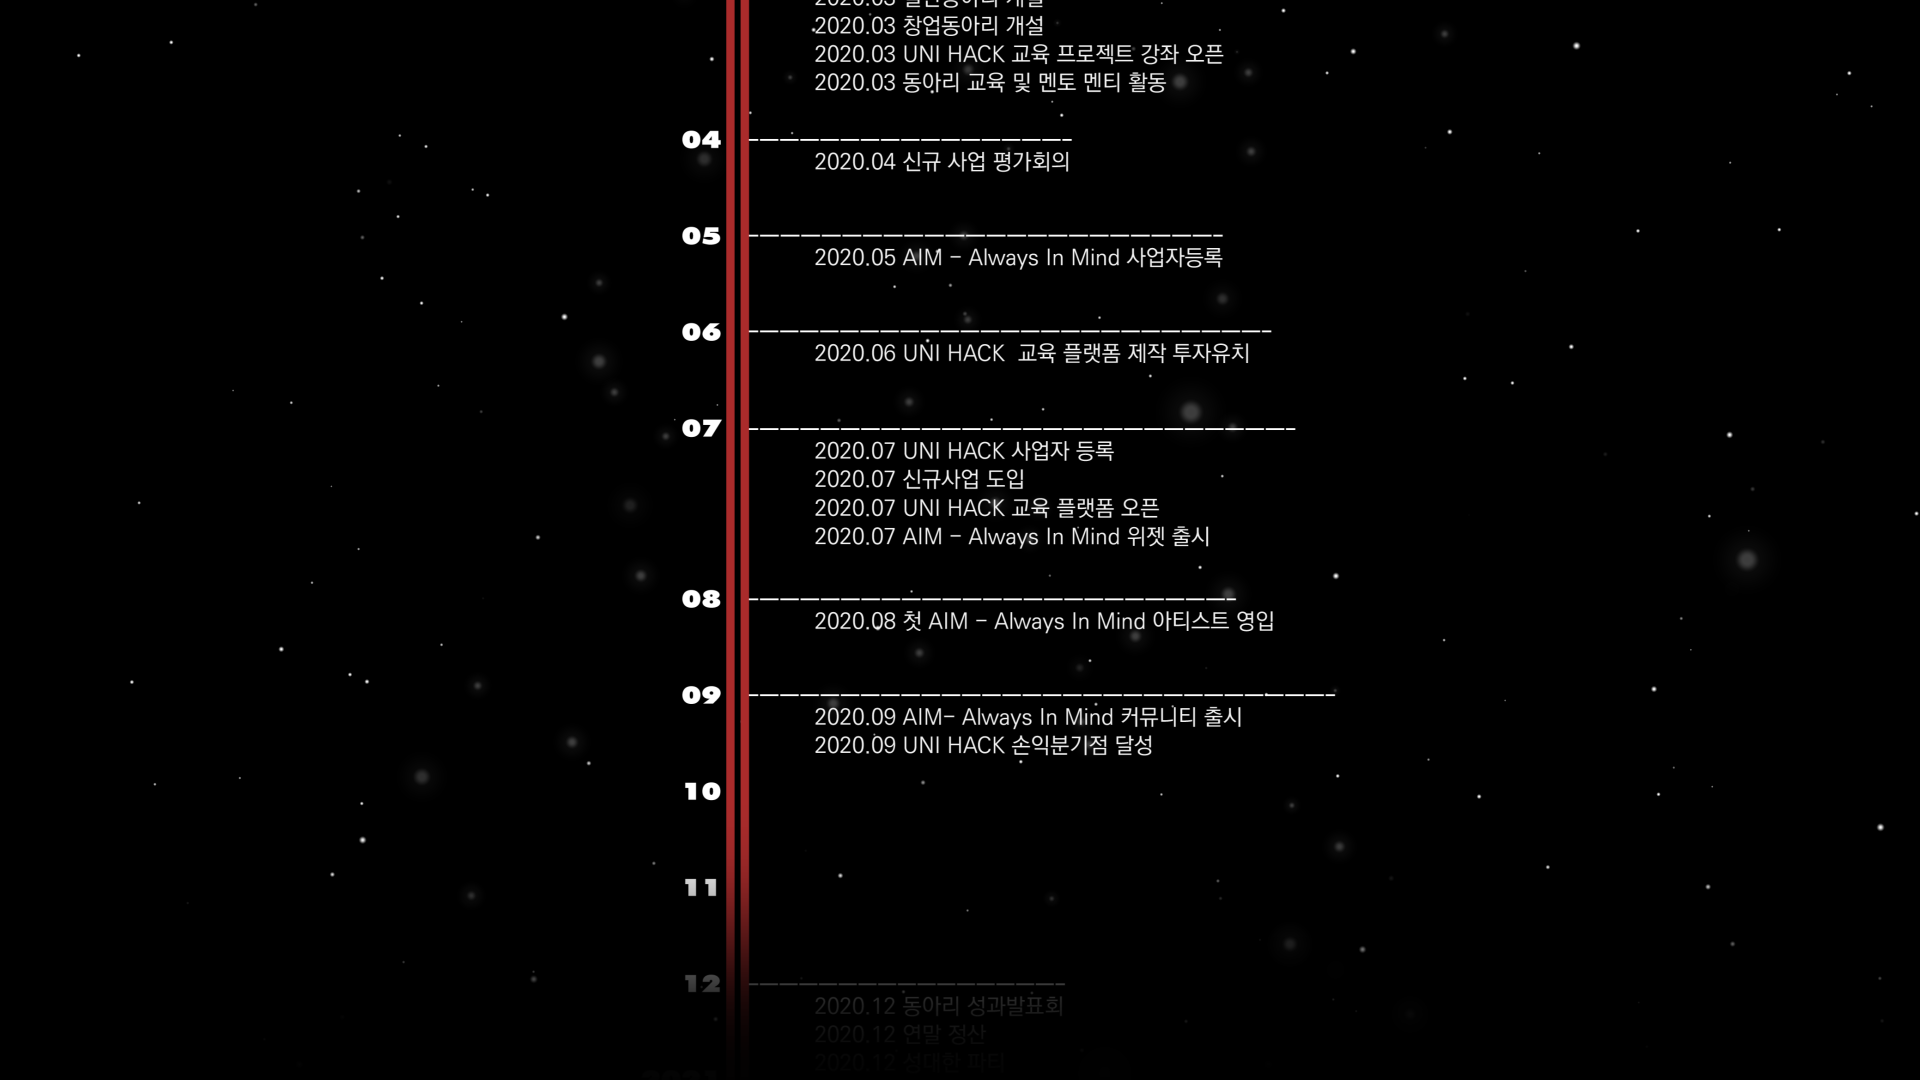 2020.03 창업동아리 개설
2020.03 UNI HACK 교육 프로젝트 강좌 오픈
2020.03 동아리 교육 및 멘토 멘티 활동
04
2020.04 신규 사업 평가회의
05
2020.05 AIM - Always In Mind 사업자등록
06
2020.06 UNI HACK 교육 플랫폼 제작 투자유치
07
2020.07 UNI HACK 사업자 등록
2020.07 신규사업 도입
2020.07 UNI HACK 교육 플랫폼 오픈
2020.07 AIM - Always In Mind 위젯 출시
08
2020.08 첫 AIM - Always In Mind 아티스트 영입
09
2020.09 AIM- Always In Mind 커뮤니티 출시
2020.09 UNI HACK 손익분기점 달성
10
11
12
2020.12 동아리 성과발표회
2020.12 연말 정산
2020.12 성대한 파티